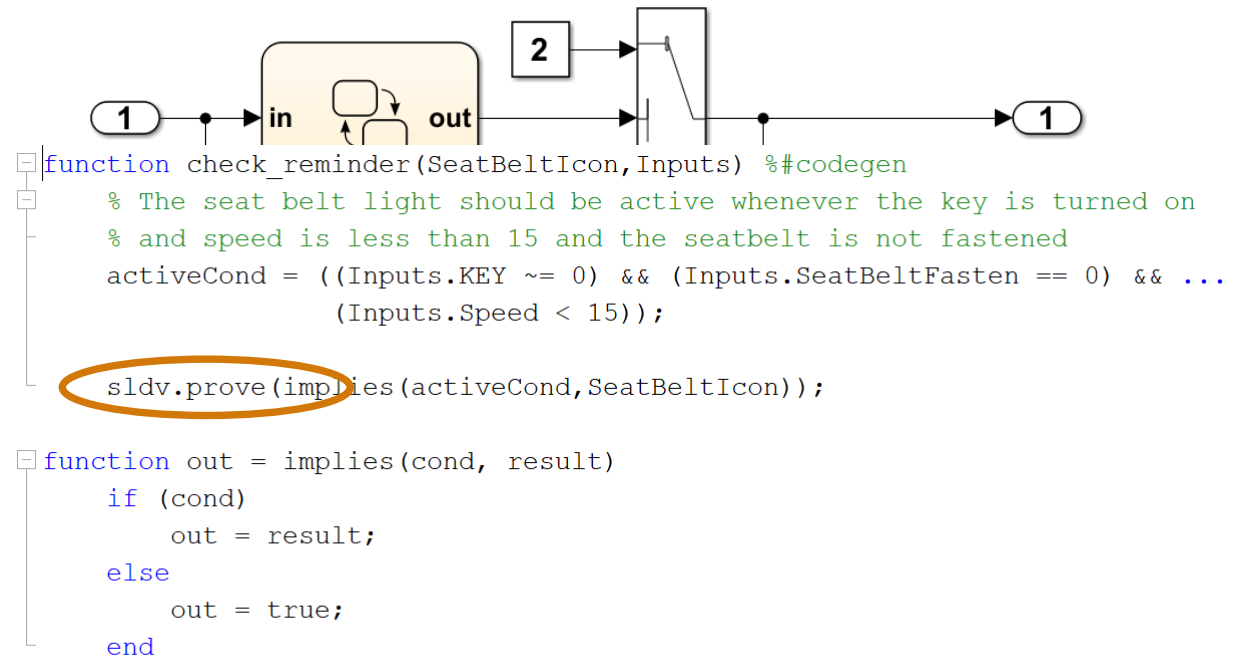 2
1 in out 1
function check_reminder(SeatBeltIcon,Inputs) %#codegen
% The seat belt light should be active whenever the key is turned on
% and speed is less than 15 and the seatbelt is not fastened
activeCond = ((Inputs.KEY ~= 0) && (Inputs.SeatBeltFasten == 0) && ...
(Inputs.Speed < 15));
sldv.prove(implies(activeCond,SeatBeltIcon));
function out = implies(cond, result)
if (cond)
out = result;
else
out = true;
end